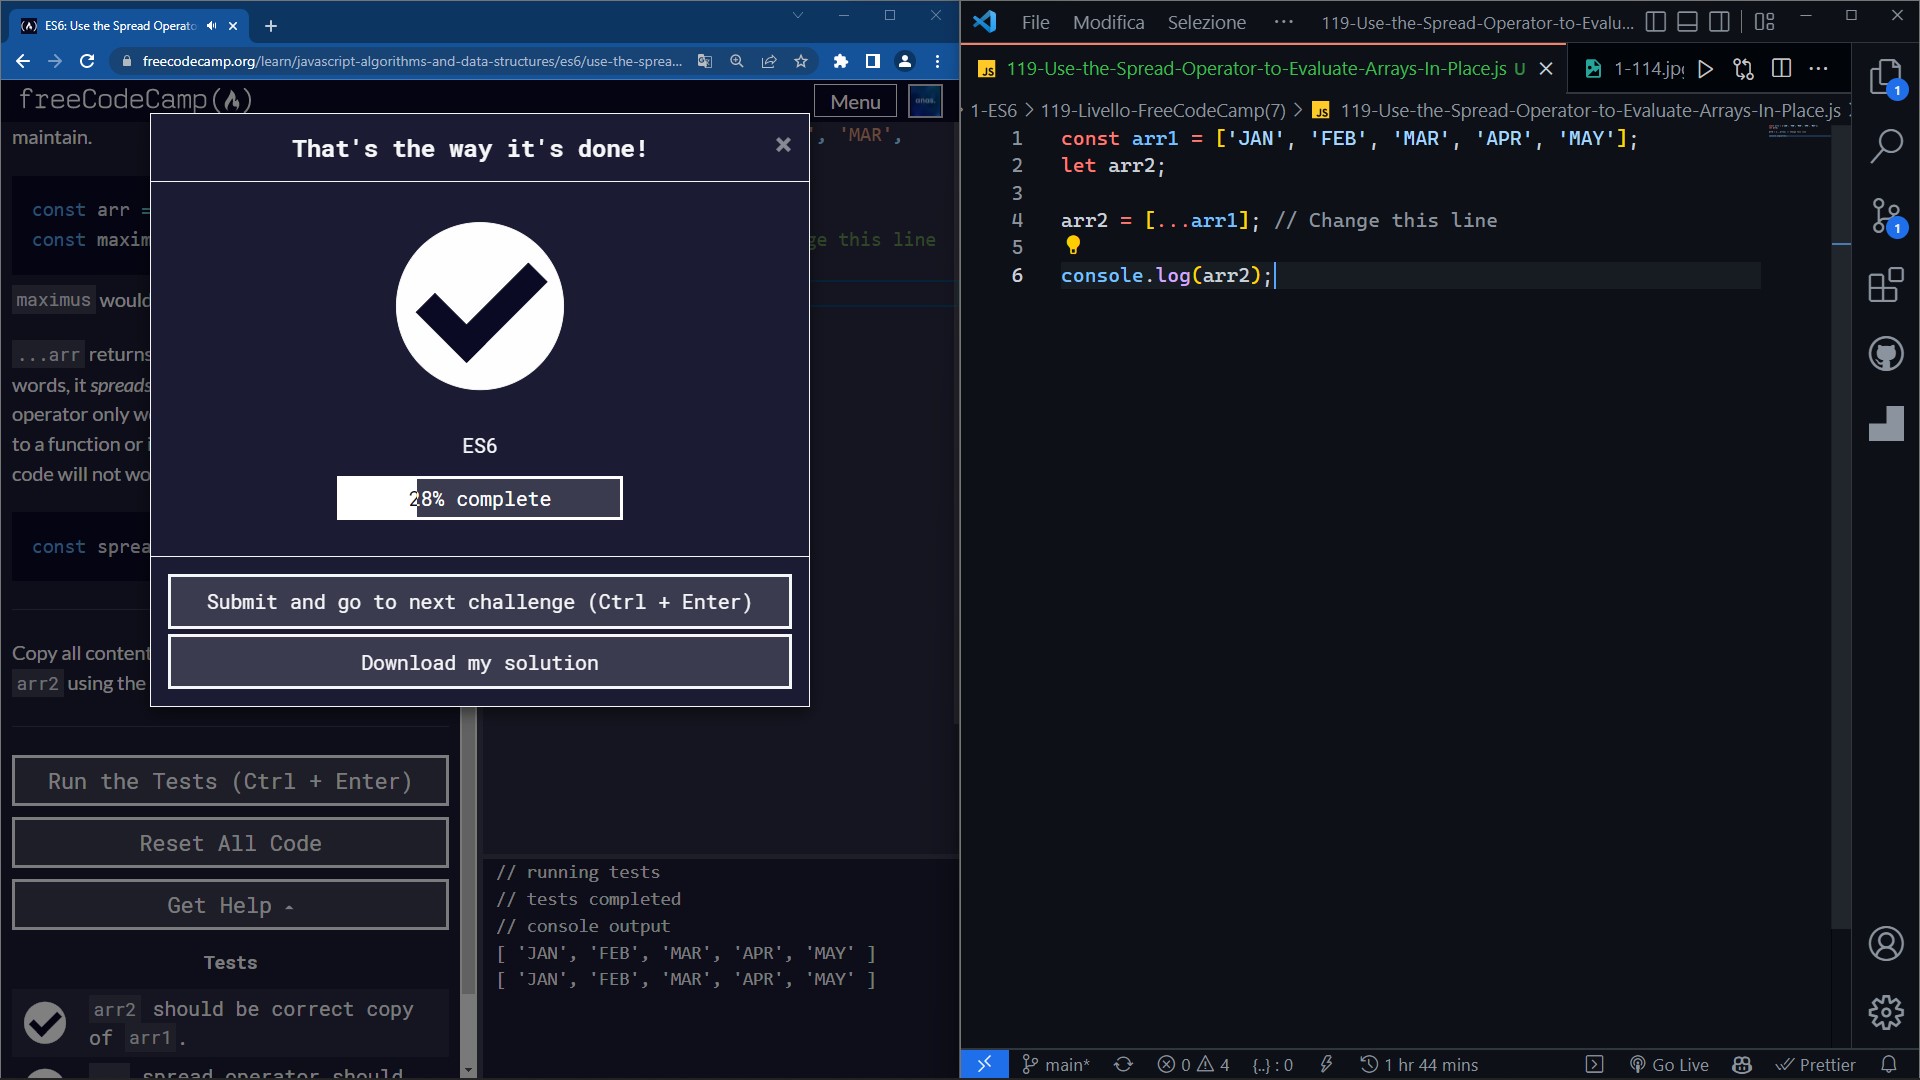 ES6: Use the Spread Operato
freecodecamp.org/learn/javascript-algorithms-and-data-structures/es6/use-the-sprea...
freeCodeCamp
Menu
maintain.
, 'MAR',
const arr =
const maxim
ge this line
maximus would
...arr returns
words, it spreads
operator only w
to a function or i
code will not wo
const sprea
Copy all content
arr2 using the
That's the way it's done!
×
ES6
28% complete
Submit and go to next challenge (Ctrl + Enter)
Download my solution
Run the Tests (Ctrl + Enter)
Reset All Code
Get Help
Tests
arr2 should be correct copy
of arr1.
spread operator should
// running tests
// tests completed
// console output
[ 'JAN', 'FEB', 'MAR', 'APR', 'MAY' ]
[ 'JAN', 'FEB', 'MAR', 'APR', 'MAY' ]
File Modifica Selezione ... 119-Use-the-Spread-Operator-to-Evalu...
JS 119-Use-the-Spread-Operator-to-Evaluate-Arrays-In-Place.js U
1-114.jpg
1-ES6 > 119-Livello-FreeCodeCamp(7) > JS 119-Use-the-Spread-Operator-to-Evaluate-Arrays-In-Place.js >
1 const arr1 = ['JAN', 'FEB', 'MAR', 'APR', 'MAY'];
2 let arr2;
3
4 arr2 = [...arr1]; // Change this line
5
6 console.log(arr2);
1
1
main* 0 4 {..} : 0 1 hr 44 mins Go Live Prettier